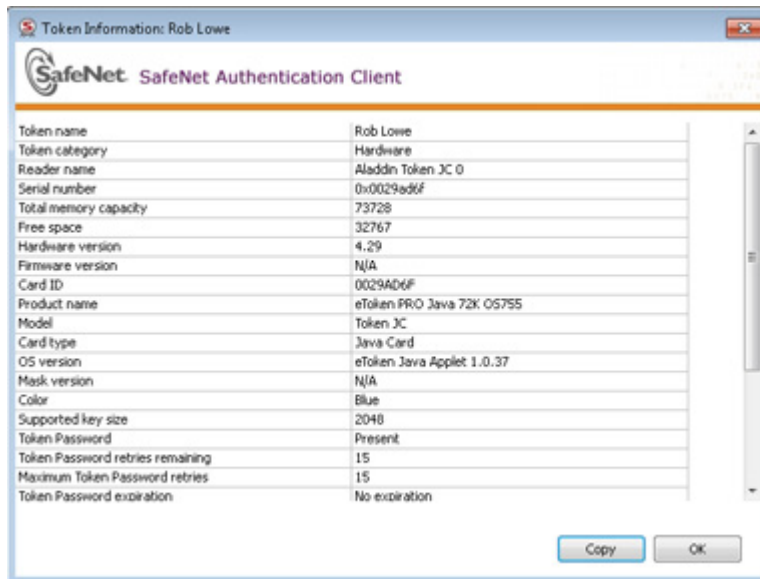 Token Information: Rob Lowe
SafeNet. SafeNet Authentication Client
Token name Rob Lowe
Token category Hardware
Reader name Aladdin Token JC 0
Serial number 0x0029ad6f
Total memory capacity 73728
Free space 32767
Hardware version 4.29
Firmware version N/A
Card ID 0029AD6F
Product name eToken PRO Java 72K OS755
Model Token JC
Card type Java Card
OS version eToken Java Applet 1.0.37
Mask version N/A
Color Blue
Supported key size 2048
Token Password Present
Token Password retries remaining 15
Maximum Token Password retries 15
Token Password expiration No expiration
Copy OK